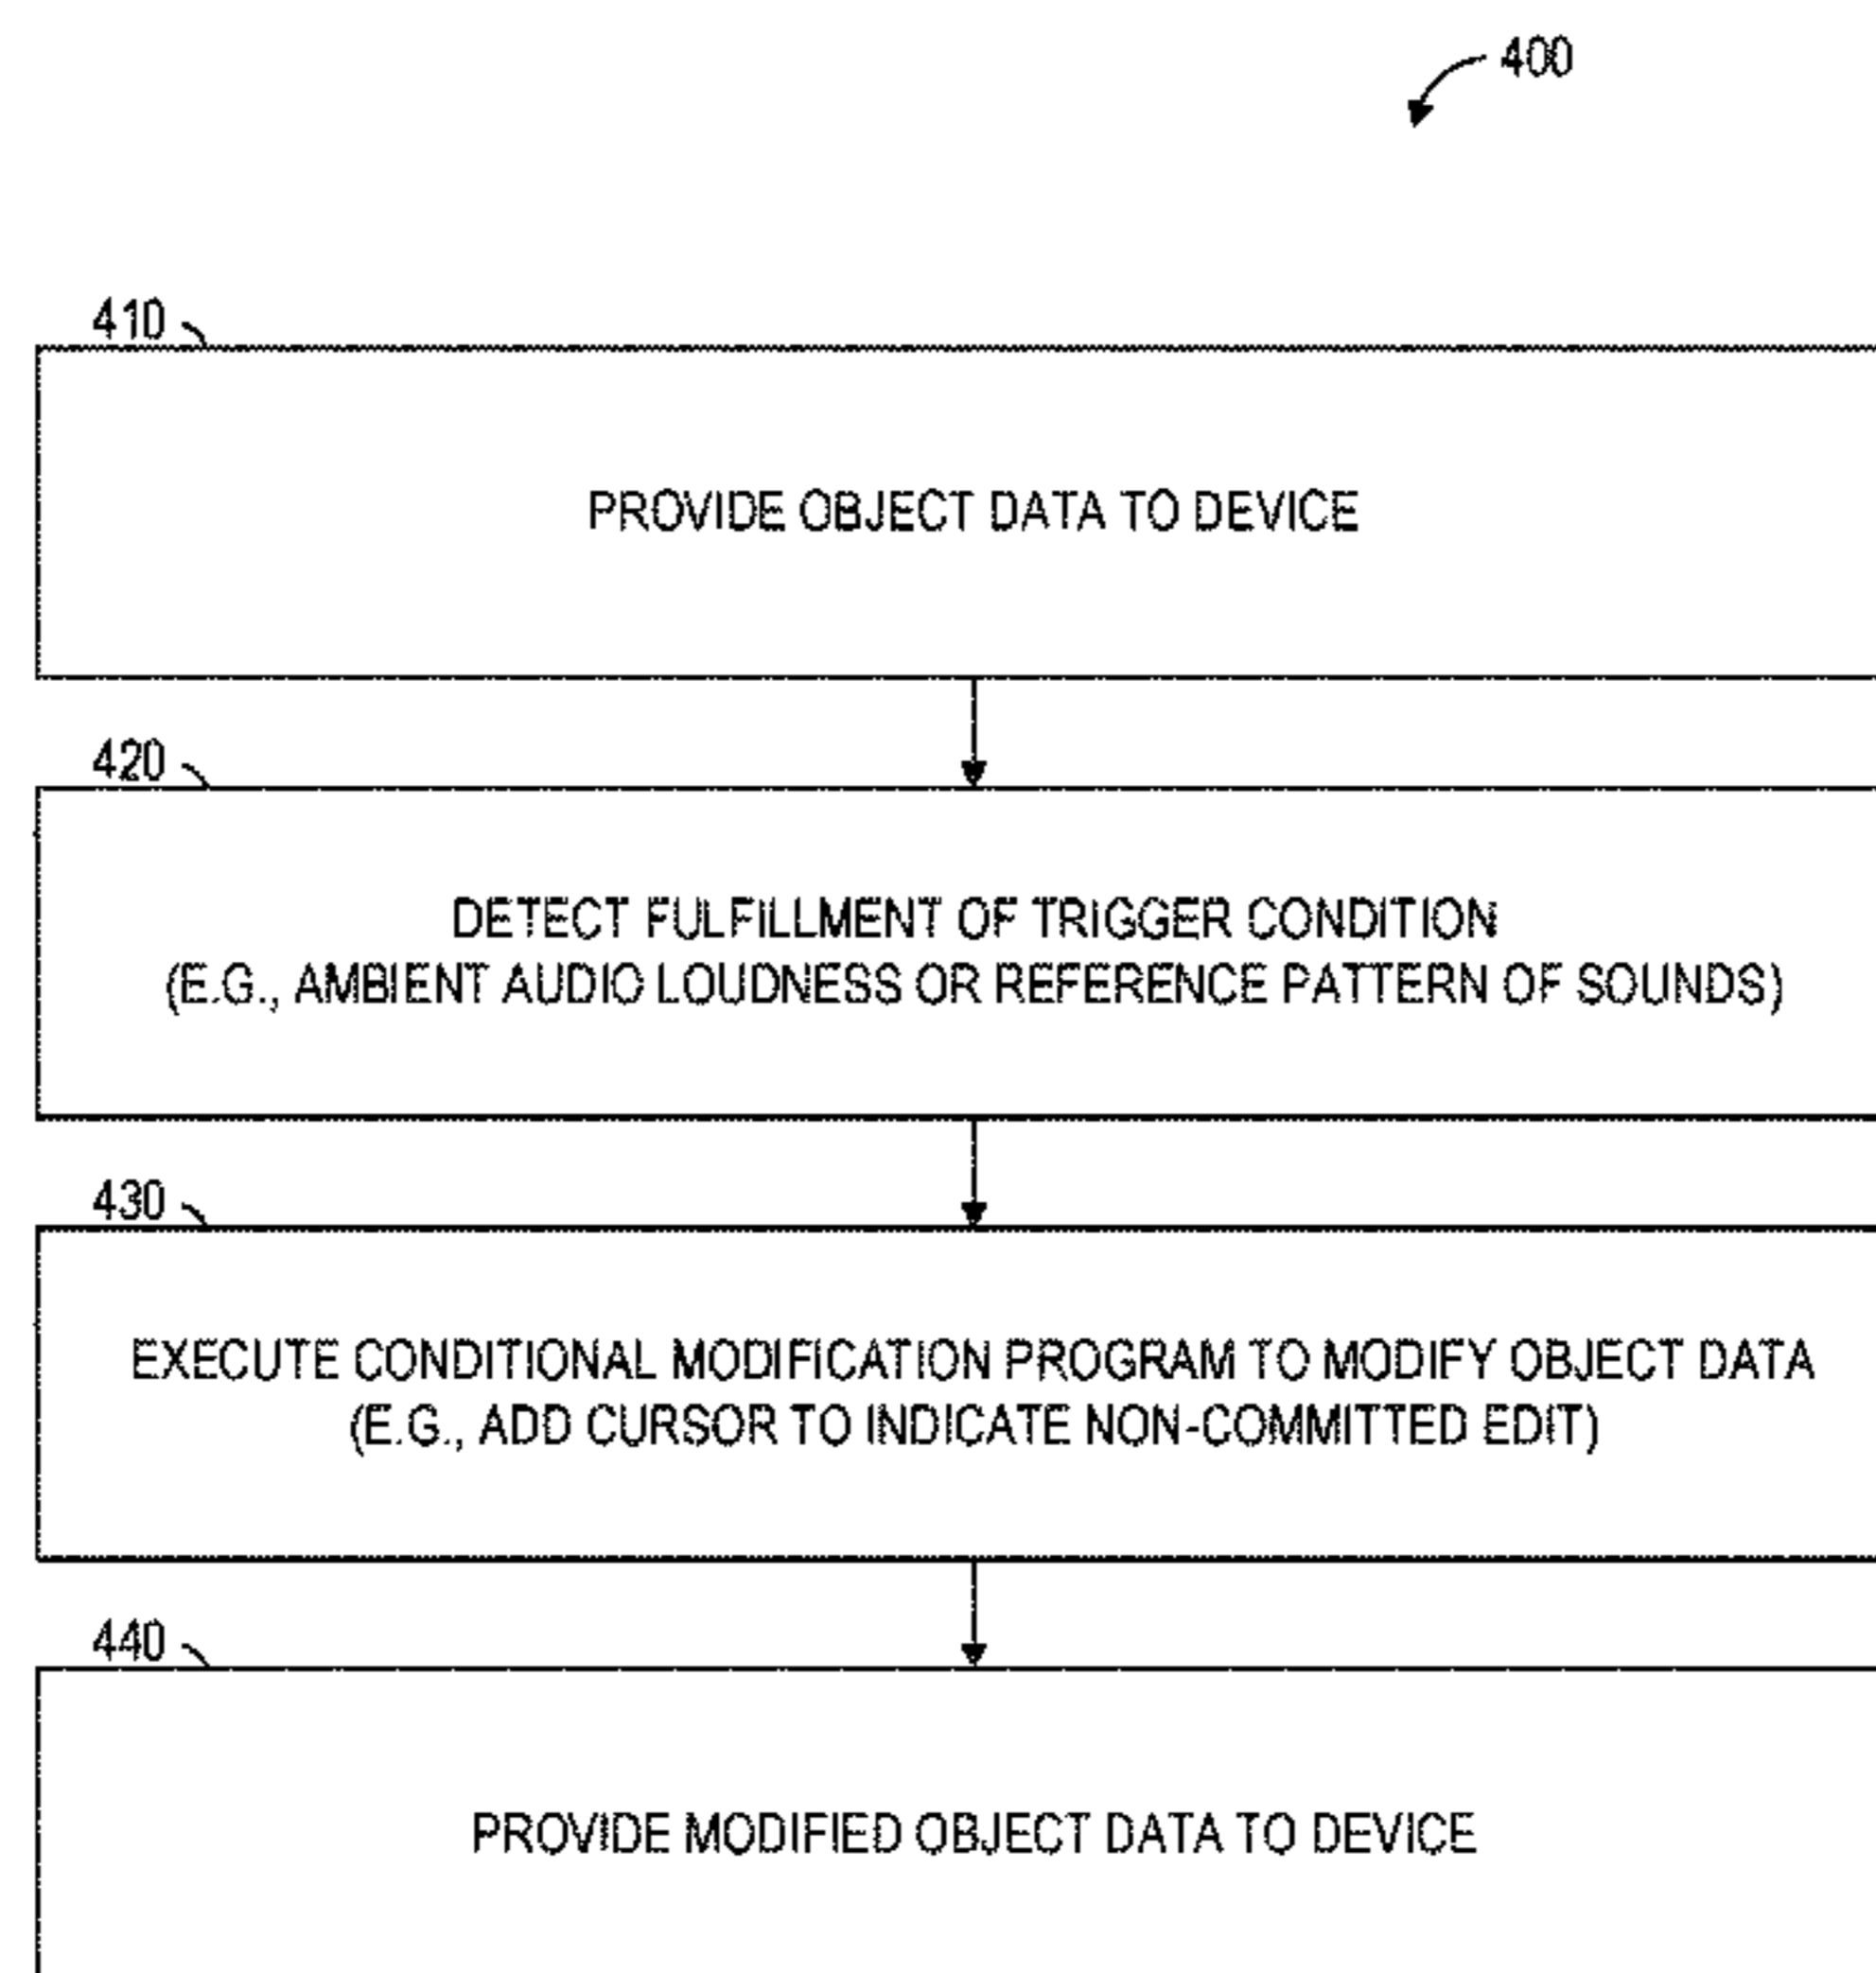 400
410
PROVIDE OBJECT DATA TO DEVICE
420
DETECT FULFILLMENT OF TRIGGER CONDITION
(E.G., AMBIENT AUDIO LOUDNESS OR REFERENCE PATTERN OF SOUNDS)
430
EXECUTE CONDITIONAL MODIFICATION PROGRAM TO MODIFY OBJECT DATA
(E.G., ADD CURSOR TO INDICATE NON-COMMITTED EDIT)
440
PROVIDE MODIFIED OBJECT DATA TO DEVICE